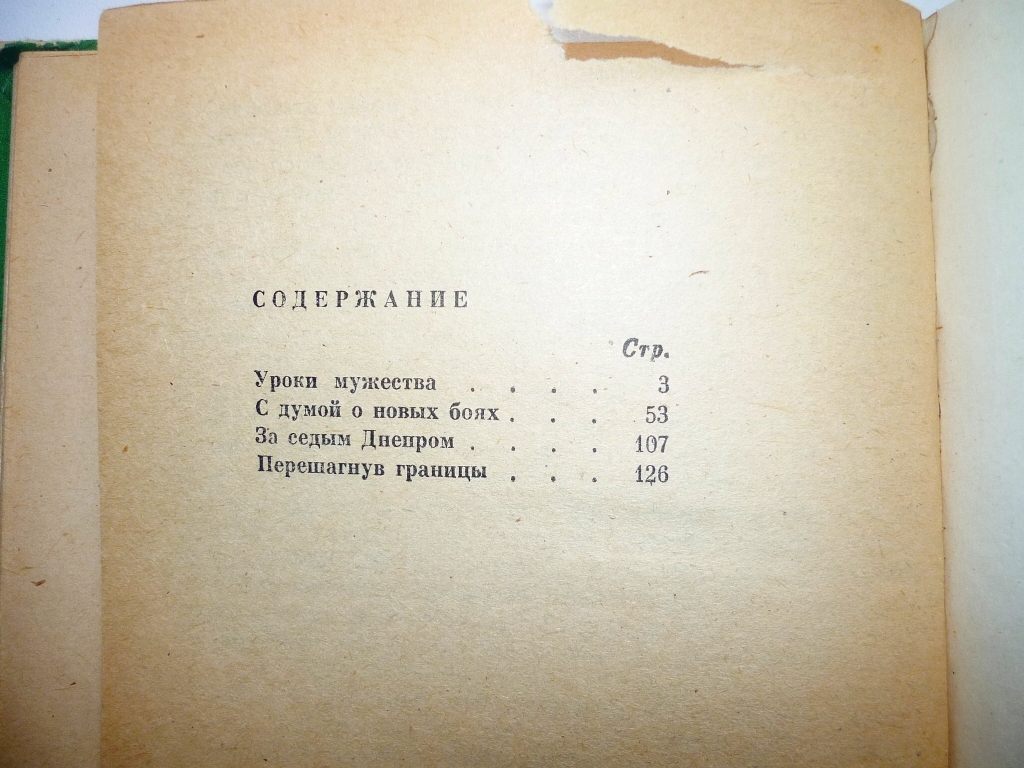 СОДЕРЖАНИЕ
Стр.
Уроки мужества . . . . 3
С думой о новых боях . . . 53
За седым Днепром . . . . 107
Перешагнув границы . . . 126